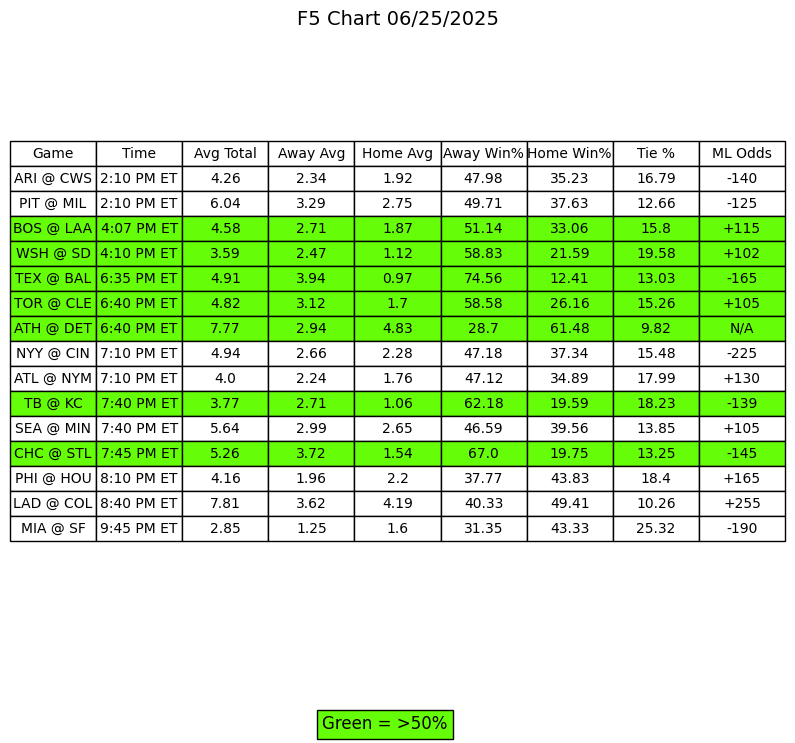 F5 Chart 06/25/2025
Game Time Avg Total Away Avg Home Avg Away Win% Home Win% Tie % ML Odds
ARI @ CWS 2:10 PM ET 4.26 2.34 1.92 47.98 35.23 16.79 -140
PIT @ MIL 2:10 PM ET 6.04 3.29 2.75 49.71 37.63 12.66 -125
BOS @ LAA 4:07 PM ET 4.58 2.71 1.87 51.14 33.06 15.8 +115
WSH @ SD 4:10 PM ET 3.59 2.47 1.12 58.83 21.59 19.58 +102
TEX @ BAL 6:35 PM ET 4.91 3.94 0.97 74.56 12.41 13.03 -165
TOR @ CLE 6:40 PM ET 4.82 3.12 1.7 58.58 26.16 15.26 +105
ATH @ DET 6:40 PM ET 7.77 2.94 4.83 28.7 61.48 9.82 N/A
NYY @ CIN 7:10 PM ET 4.94 2.66 2.28 47.18 37.34 15.48 -225
ATL @ NYM 7:10 PM ET 4.0 2.24 1.76 47.12 34.89 17.99 +130
TB @ KC 7:40 PM ET 3.77 2.71 1.06 62.18 19.59 18.23 -139
SEA @ MIN 7:40 PM ET 5.64 2.99 2.65 46.59 39.56 13.85 +105
CHC @ STL 7:45 PM ET 5.26 3.72 1.54 67.0 19.75 13.25 -145
PHI @ HOU 8:10 PM ET 4.16 1.96 2.2 37.77 43.83 18.4 +165
LAD @ COL 8:40 PM ET 7.81 3.62 4.19 40.33 49.41 10.26 +255
MIA @ SF 9:45 PM ET 2.85 1.25 1.6 31.35 43.33 25.32 -190
Green = >50%